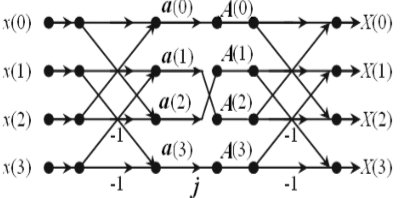 x(0) a(0) A(0) X(0)
x(1) a(1) A(1) X(1)
x(2) a(2) A(2) X(2)
-1 -1
x(3) a(3) A(3) X(3)
-1 j -1